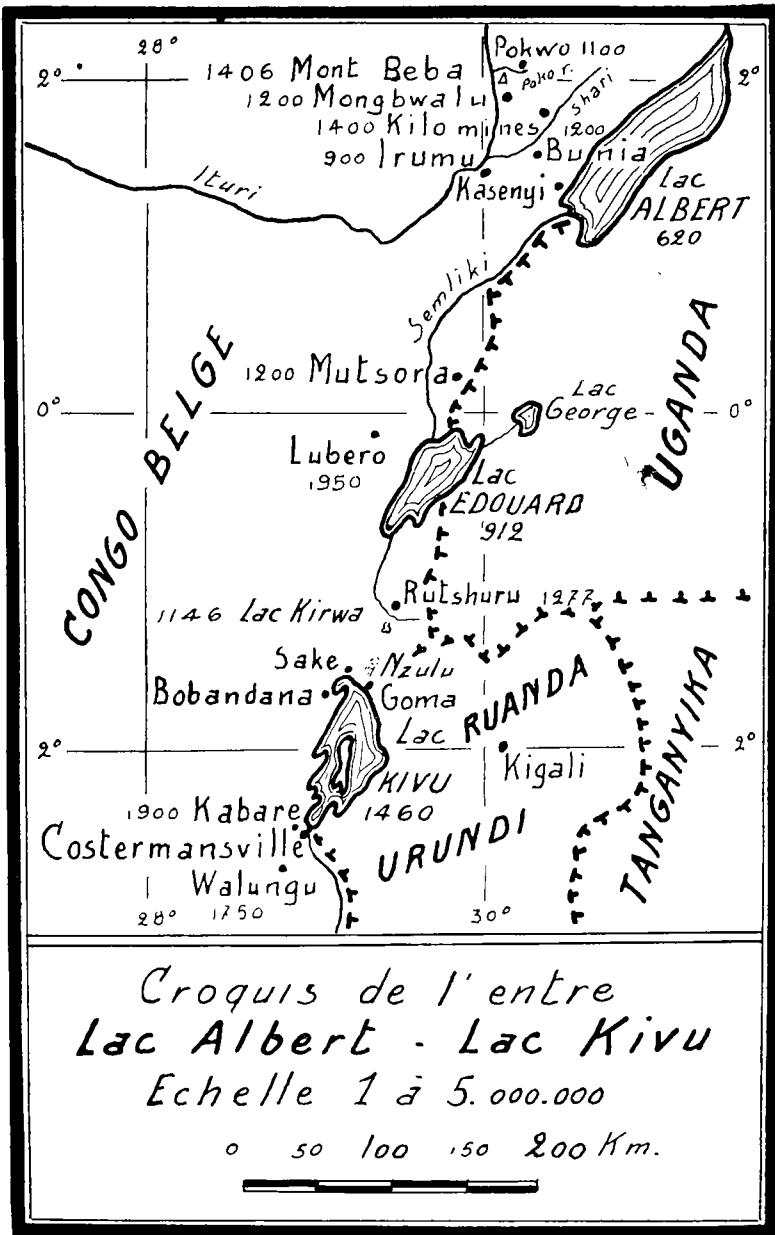 28°
Pokwo 1100
2°
1406 Mont Beba
Poko r.
2°
1200 Mongbwalu
Shari
1400 Kilo mines 1200
900 Irumu
Bunia
Ituri
Kasenyi
Lac
ALBERT
620
Semliki
CONGO BELGE
UGANDA
1200 Mutsora
Lac
George
0°
0°
Lubero
1950
Lac
EDOUARD
912
Rutshuru 1277
1146 Lac Kirwa
Sake
Nzulu
Bobandana
Goma
RUANDA
TANGANYIKA
Lac
KIVU
1460
2°
2°
Kigali
1900 Kabare
Costermansville
URUNDI
Walungu
1750
28°
30°
Croquis de l'entre
Lac Albert - Lac Kivu
Echelle 1 à 5.000.000
0 50 100 150 200 Km.